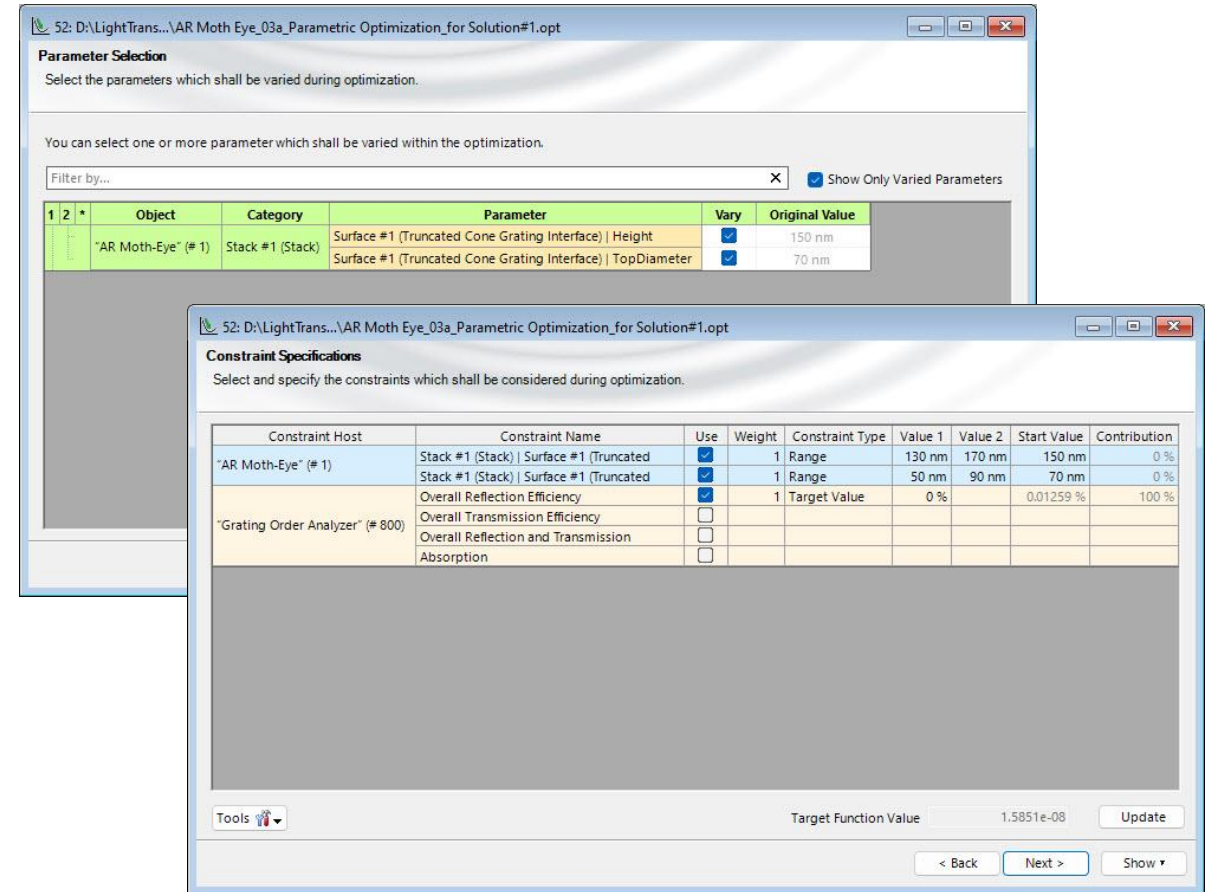 52: D:\LightTrans...\AR Moth Eye_03a_Parametric Optimization_for Solution#1.opt
Parameter Selection
Select the parameters which shall be varied during optimization.
You can select one or more parameter which shall be varied within the optimization.
Filter by... X Show Only Varied Parameters
1 2 * Object Category Parameter Vary Original Value
"AR Moth-Eye" (# 1) Stack #1 (Stack) Surface #1 (Truncated Cone Grating Interface) | Height 150 nm
Surface #1 (Truncated Cone Grating Interface) | TopDiameter 70 nm
52: D:\LightTrans...\AR Moth Eye_03a_Parametric Optimization_for Solution#1.opt
Constraint Specifications
Select and specify the constraints which shall be considered during optimization.
Constraint Host Constraint Name Use Weight Constraint Type Value 1 Value 2 Start Value Contribution
"AR Moth-Eye" (# 1) Stack #1 (Stack) | Surface #1 (Truncated 1 Range 130 nm 170 nm 150 nm 0 %
Stack #1 (Stack) | Surface #1 (Truncated 1 Range 50 nm 90 nm 70 nm 0 %
"Grating Order Analyzer" (# 800) Overall Reflection Efficiency 1 Target Value 0 % 0.01259 % 100 %
Overall Transmission Efficiency
Overall Reflection and Transmission
Absorption
Tools Target Function Value 1.5851e-08 Update
< Back Next > Show